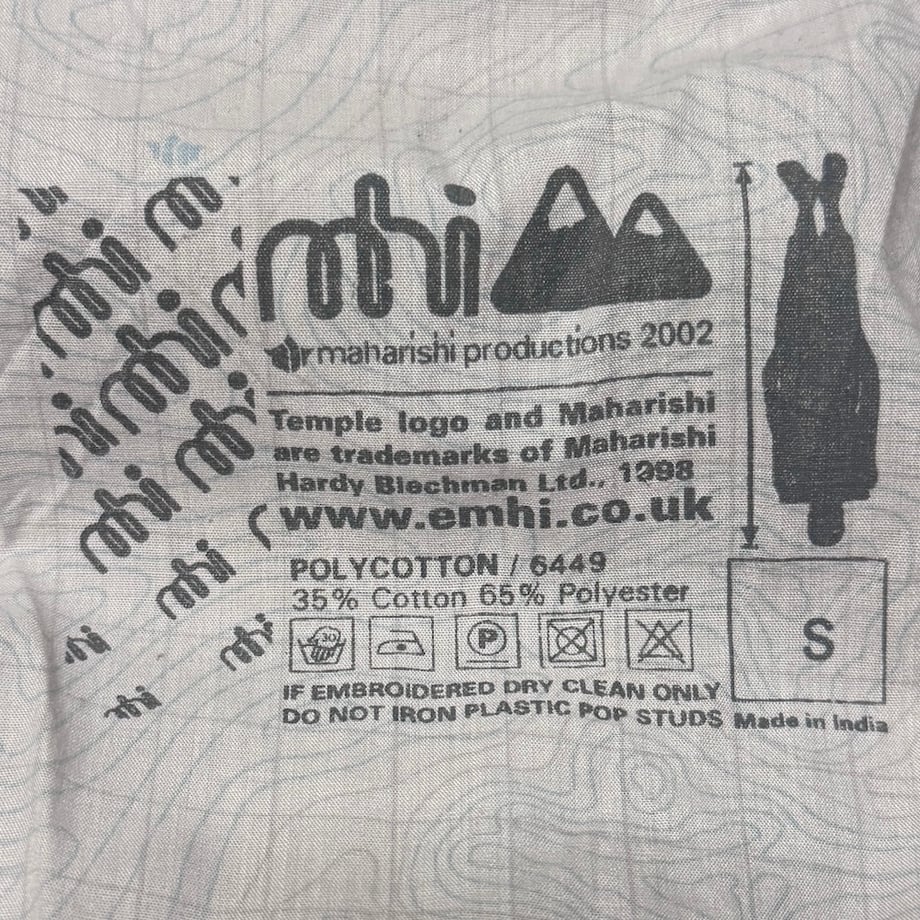 mhi
maharishi productions 2002
Temple logo and Maharishi
are trademarks of Maharishi
Hardy Blechman Ltd., 1998
www.emhi.co.uk
POLYCOTTON / 6449
35% Cotton 65% Polyester
30
P
IF EMBROIDERED DRY CLEAN ONLY
DO NOT IRON PLASTIC POP STUDS
S
Made in India